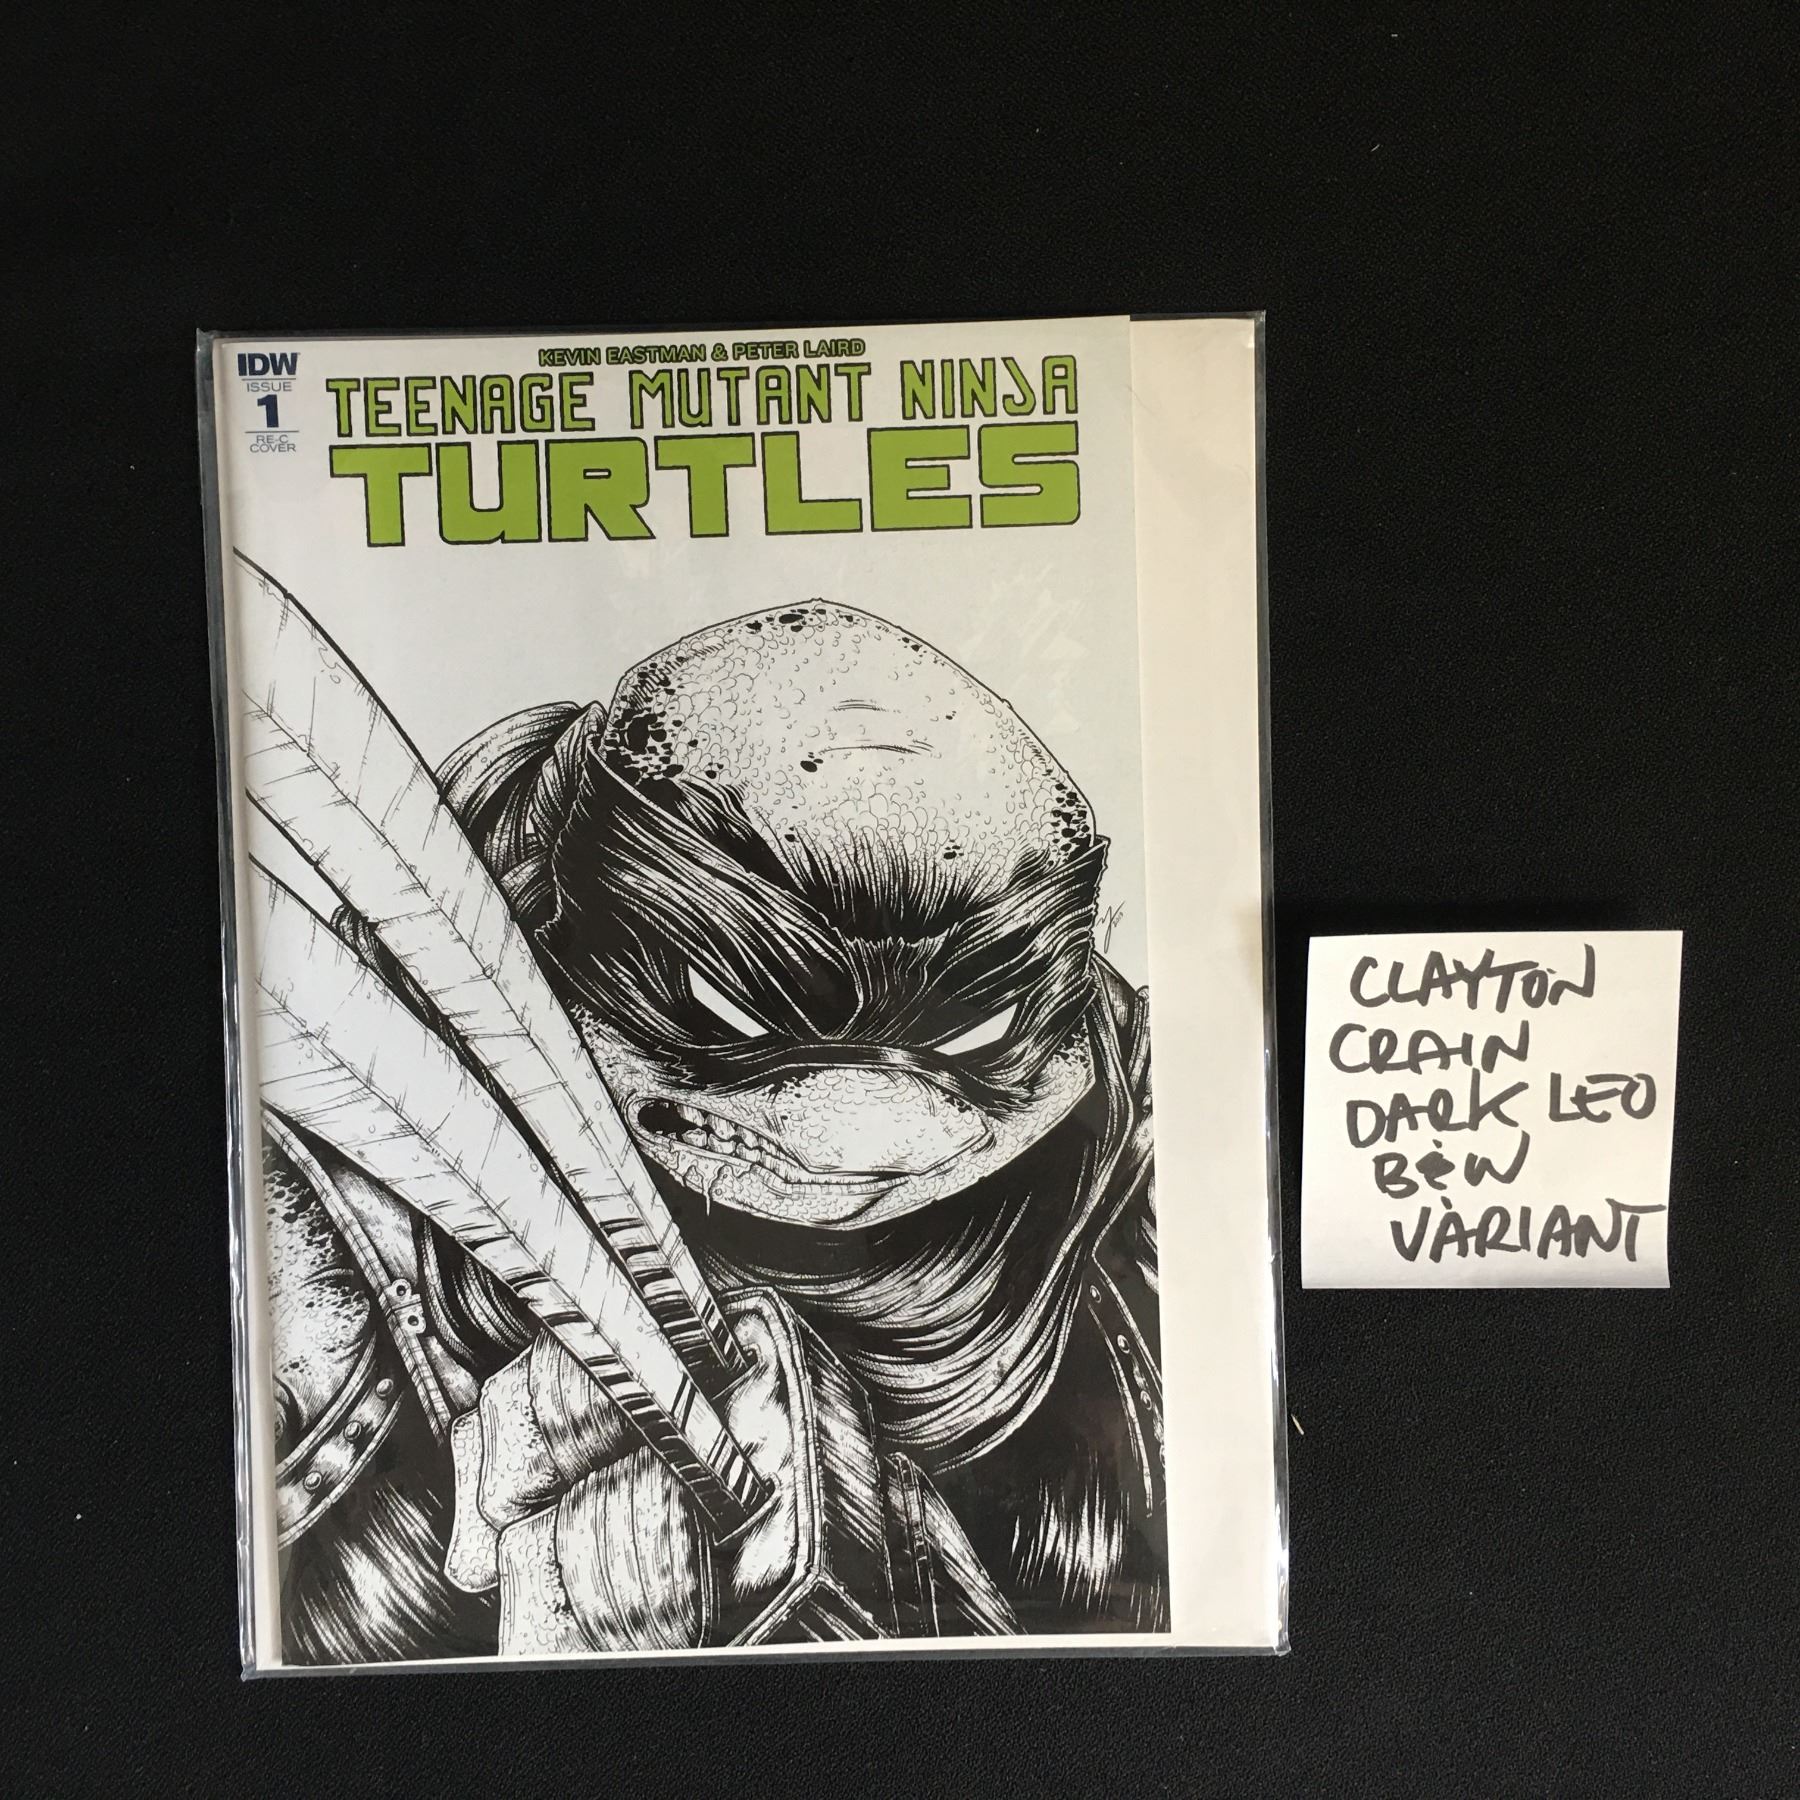 IDW
ISSUE
1
RE-C
COVER
KEVIN EASTMAN & PETER LAIRD
TEENAGE MUTANT NINJA
TURTLES
CLAYTON
CRAIN
DARK LEO
B&W
VARIANT